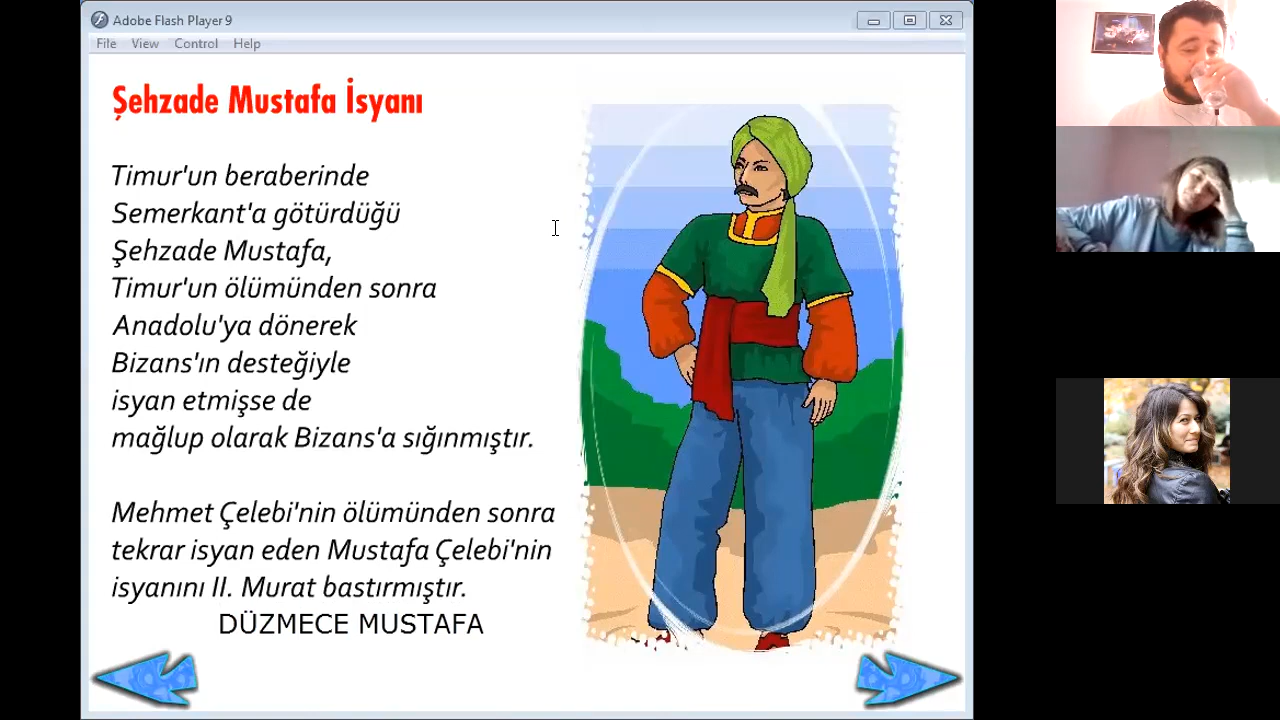 Adobe Flash Player 9
File View Control Help
Şehzade Mustafa İsyanı
Timur'un beraberinde
Semerkant'a götürdüğü
Şehzade Mustafa,
Timur'un ölümünden sonra
Anadolu'ya dönerek
Bizans'ın desteğiyle
isyan etmişse de
mağlup olarak Bizans'a sığınmıştır.
Mehmet Çelebi'nin ölümünden sonra
tekrar isyan eden Mustafa Çelebi'nin
isyanını II. Murat bastırmıştır.
DÜZMECE MUSTAFA